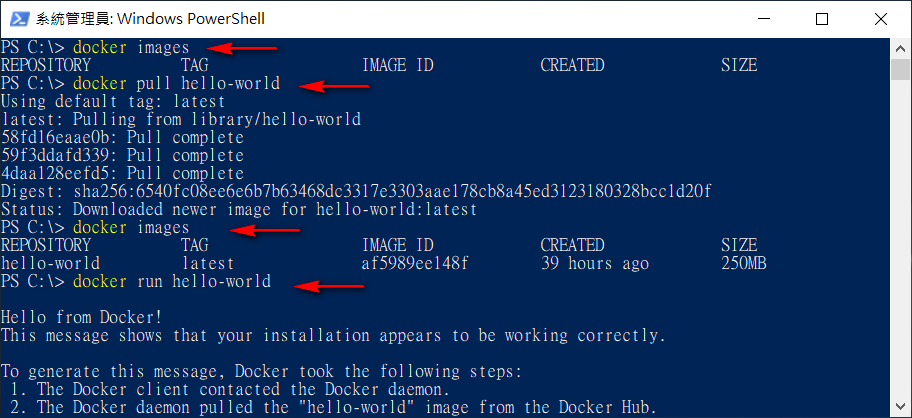 系統管理員: Windows PowerShell
PS C:\> docker images
REPOSITORY TAG IMAGE ID CREATED SIZE
PS C:\> docker pull hello-world
Using default tag: latest
latest: Pulling from library/hello-world
58fd16eaae0b: Pull complete
59f3ddafd339: Pull complete
4daa128eefd5: Pull complete
Digest: sha256:6540fc08ee6e6b7b63468dc3317e3303aae178cb8a45ed3123180328bcc1d20f
Status: Downloaded newer image for hello-world:latest
PS C:\> docker images
REPOSITORY TAG IMAGE ID CREATED SIZE
hello-world latest af5989ee148f 39 hours ago 250MB
PS C:\> docker run hello-world
Hello from Docker!
This message shows that your installation appears to be working correctly.
To generate this message, Docker took the following steps:
1. The Docker client contacted the Docker daemon.
2. The Docker daemon pulled the "hello-world" image from the Docker Hub.